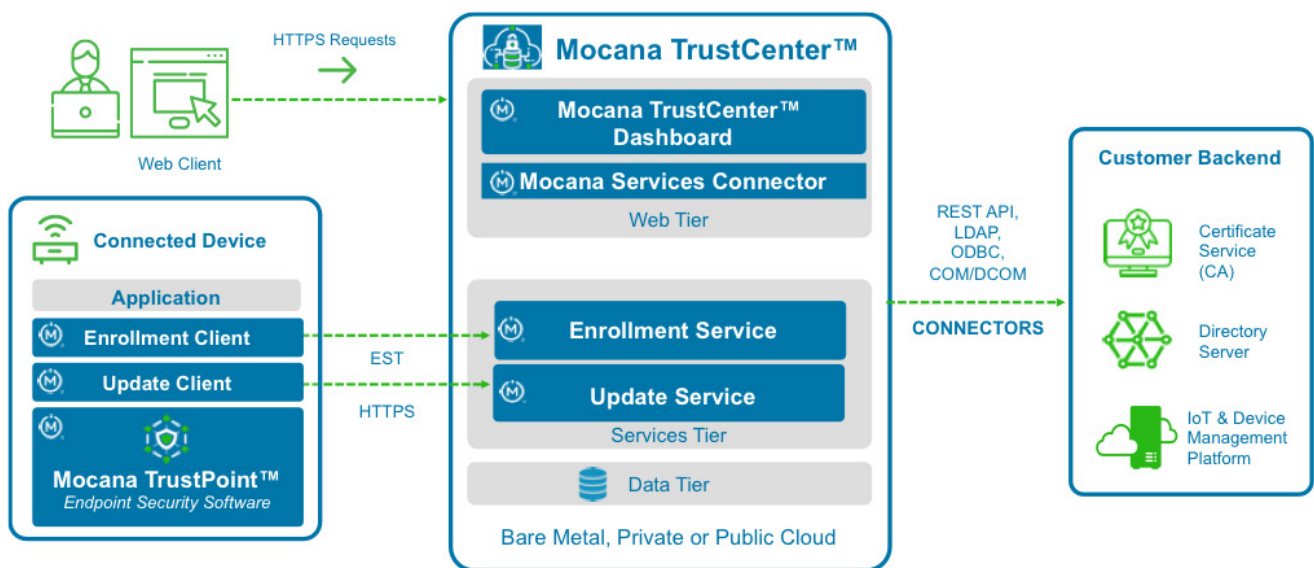 HTTPS Requests
Web Client
Connected Device
Application
Enrollment Client
Update Client
Mocana TrustPoint™
Endpoint Security Software
EST
HTTPS
Mocana TrustCenter™
Mocana TrustCenter™
Dashboard
Mocana Services Connector
Web Tier
Enrollment Service
Update Service
Services Tier
Data Tier
Bare Metal, Private or Public Cloud
REST API,
LDAP,
ODBC,
COM/DCOM
CONNECTORS
Customer Backend
Certificate
Service
(CA)
Directory
Server
IoT & Device
Management
Platform